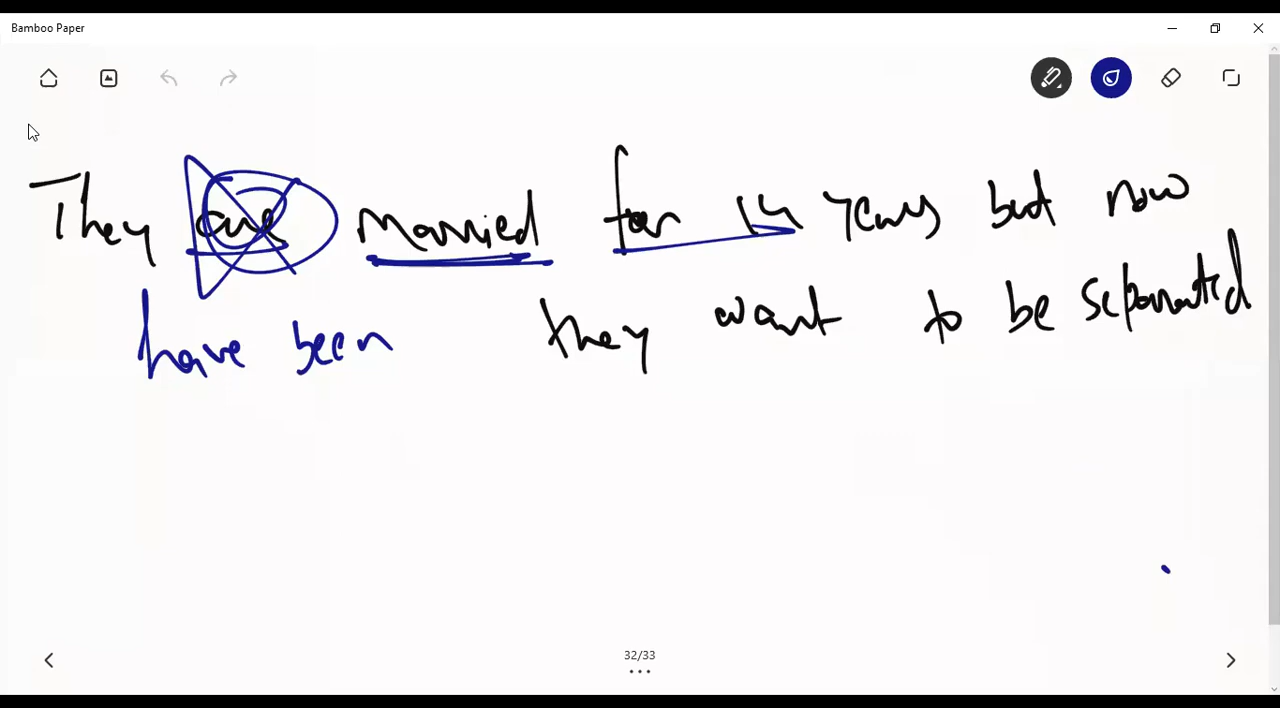 Bamboo Paper
They are married for 14 years but now
have been they want to be separated
32/33